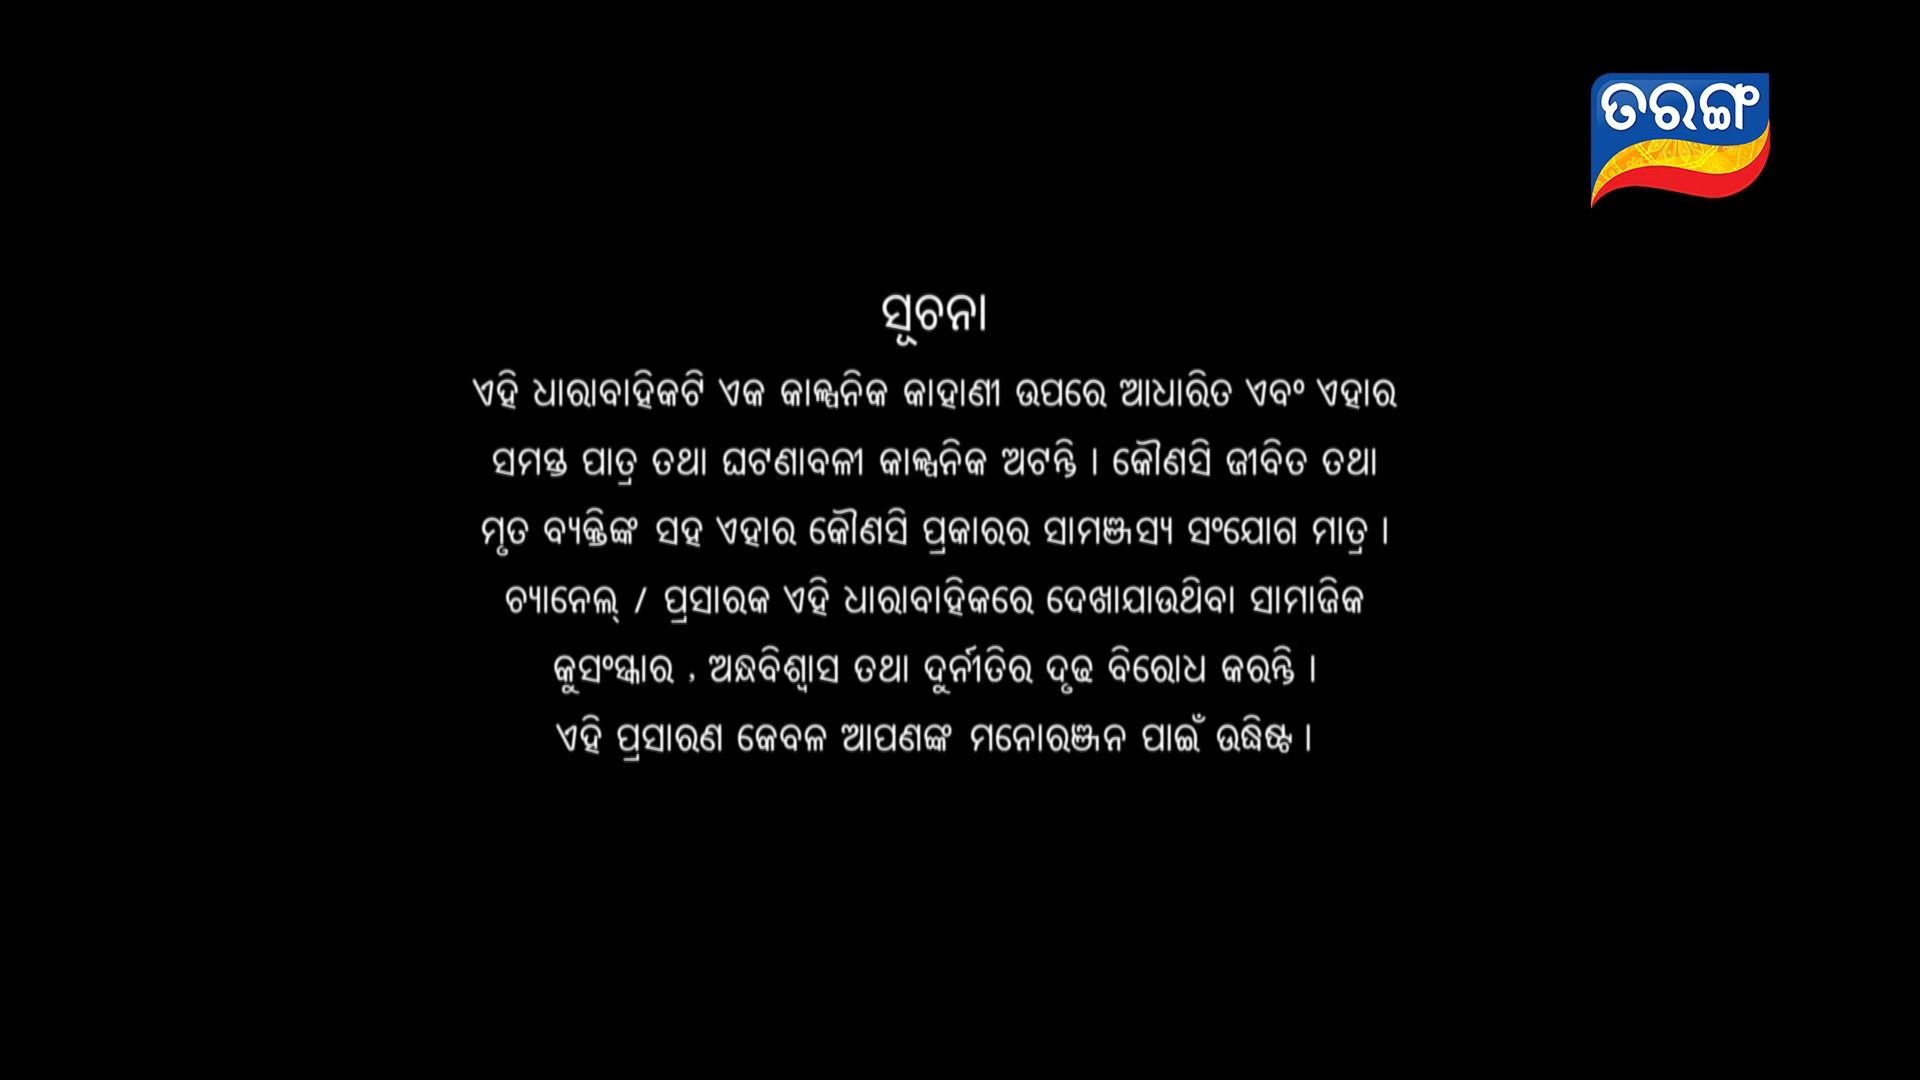 ତରଙ୍ଗ
ସୂଚନା
ଏହି ଧାରାବାହିକଟି ଏକ କାଳ୍ପନିକ କାହାଣୀ ଉପରେ ଆଧାରିତ ଏବଂ ଏହାର
ସମସ୍ତ ପାତ୍ର ତଥା ଘଟଣାବଳୀ କାଳ୍ପନିକ ଅଟନ୍ତି । କୌଣସି ଜୀବିତ ତଥା
ମୃତ ବ୍ୟକ୍ତିଙ୍କ ସହ ଏହାର କୌଣସି ପ୍ରକାରର ସାମଞ୍ଜସ୍ୟ ସଂଯୋଗ ମାତ୍ର ।
ଚ୍ୟାନେଲ୍ / ପ୍ରସାରକ ଏହି ଧାରାବାହିକରେ ଦେଖାଯାଉଥିବା ସାମାଜିକ
କୁସଂସ୍କାର , ଅନ୍ଧବିଶ୍ୱାସ ତଥା ଦୁର୍ନୀତିର ଦୃଢ ବିରୋଧ କରନ୍ତି ।
ଏହି ପ୍ରସାରଣ କେବଳ ଆପଣଙ୍କ ମନୋରଞ୍ଜନ ପାଇଁ ଉଦ୍ଧିଷ୍ଟ ।